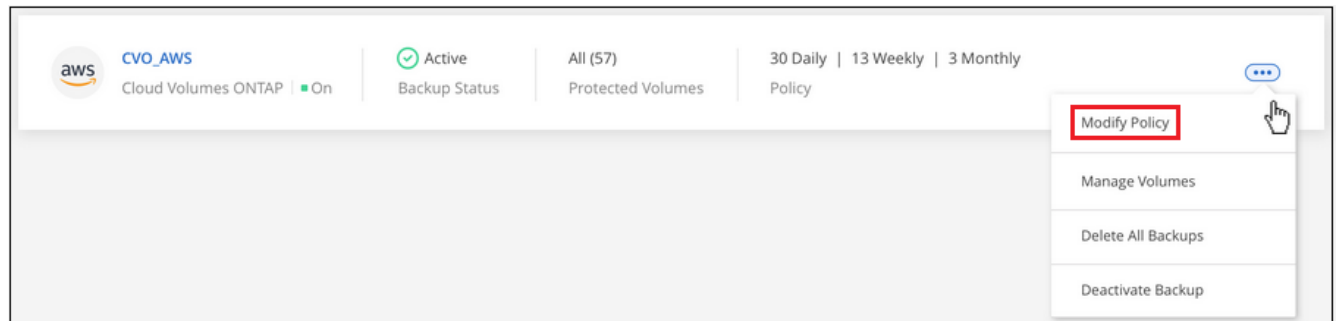 aws
CVO_AWS
Cloud Volumes ONTAP | On
Active
Backup Status
All (57)
Protected Volumes
30 Daily | 13 Weekly | 3 Monthly
Policy
Modify Policy
Manage Volumes
Delete All Backups
Deactivate Backup